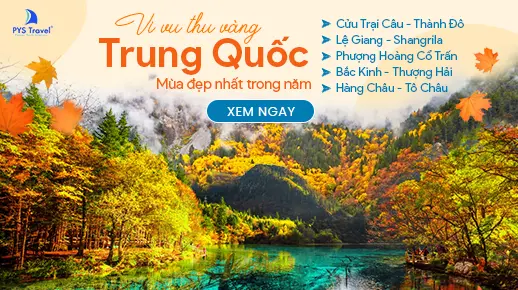 PYS Travel
Vi vu thu vàng
Trung Quốc
Mùa đẹp nhất trong năm
XEM NGAY
Cửu Trại Câu - Thành Đô
Lệ Giang - Shangrila
Phượng Hoàng Cổ Trấn
Bắc Kinh - Thượng Hải
Hàng Châu - Tô Châu